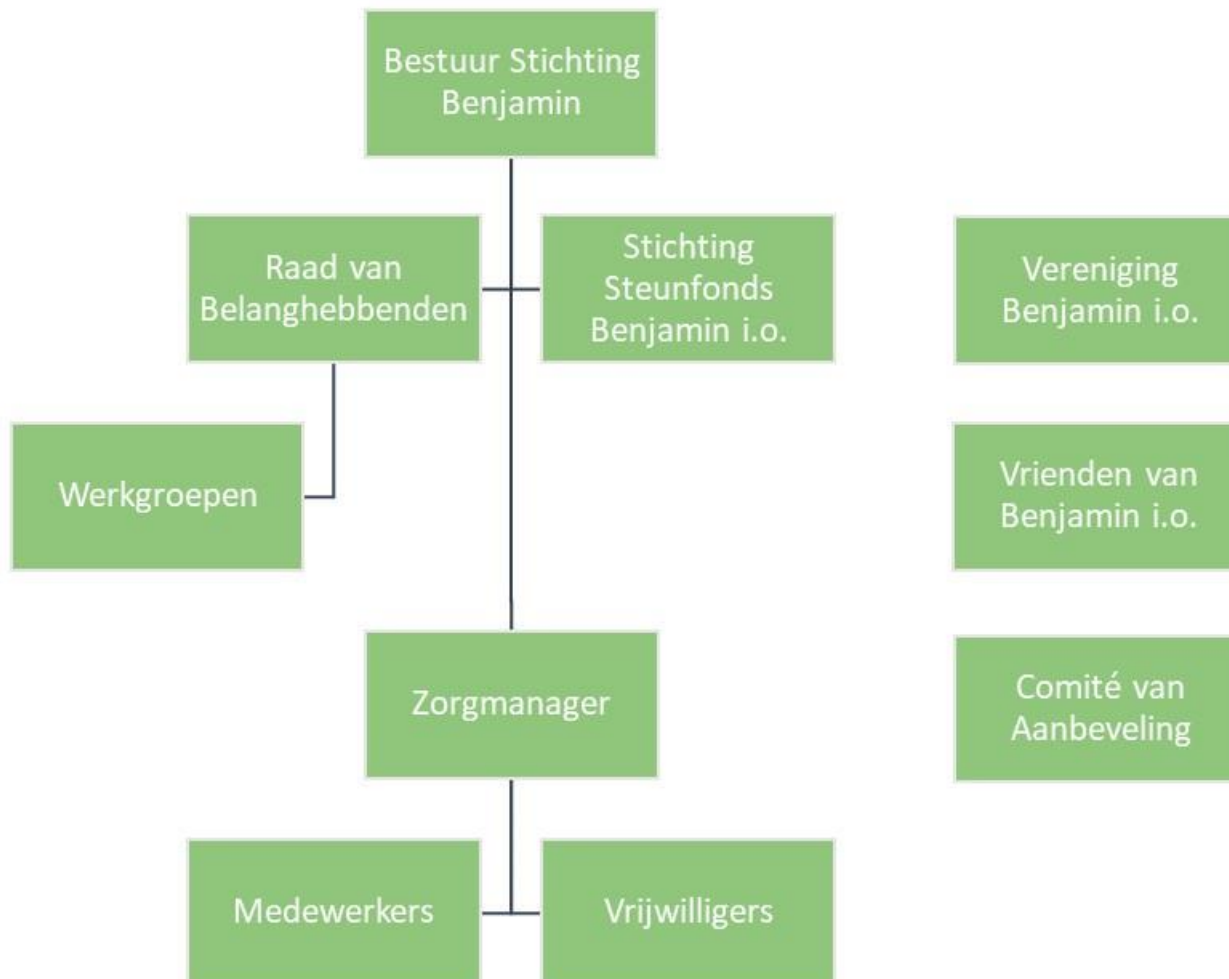 Bestuur Stichting
Benjamin
Raad van
Belanghebbenden
Stichting
Steunfonds
Benjamin i.o.
Vereniging
Benjamin i.o.
Werkgroepen
Vrienden van
Benjamin i.o.
Zorgmanager
Comité van
Aanbeveling
Medewerkers
Vrijwilligers